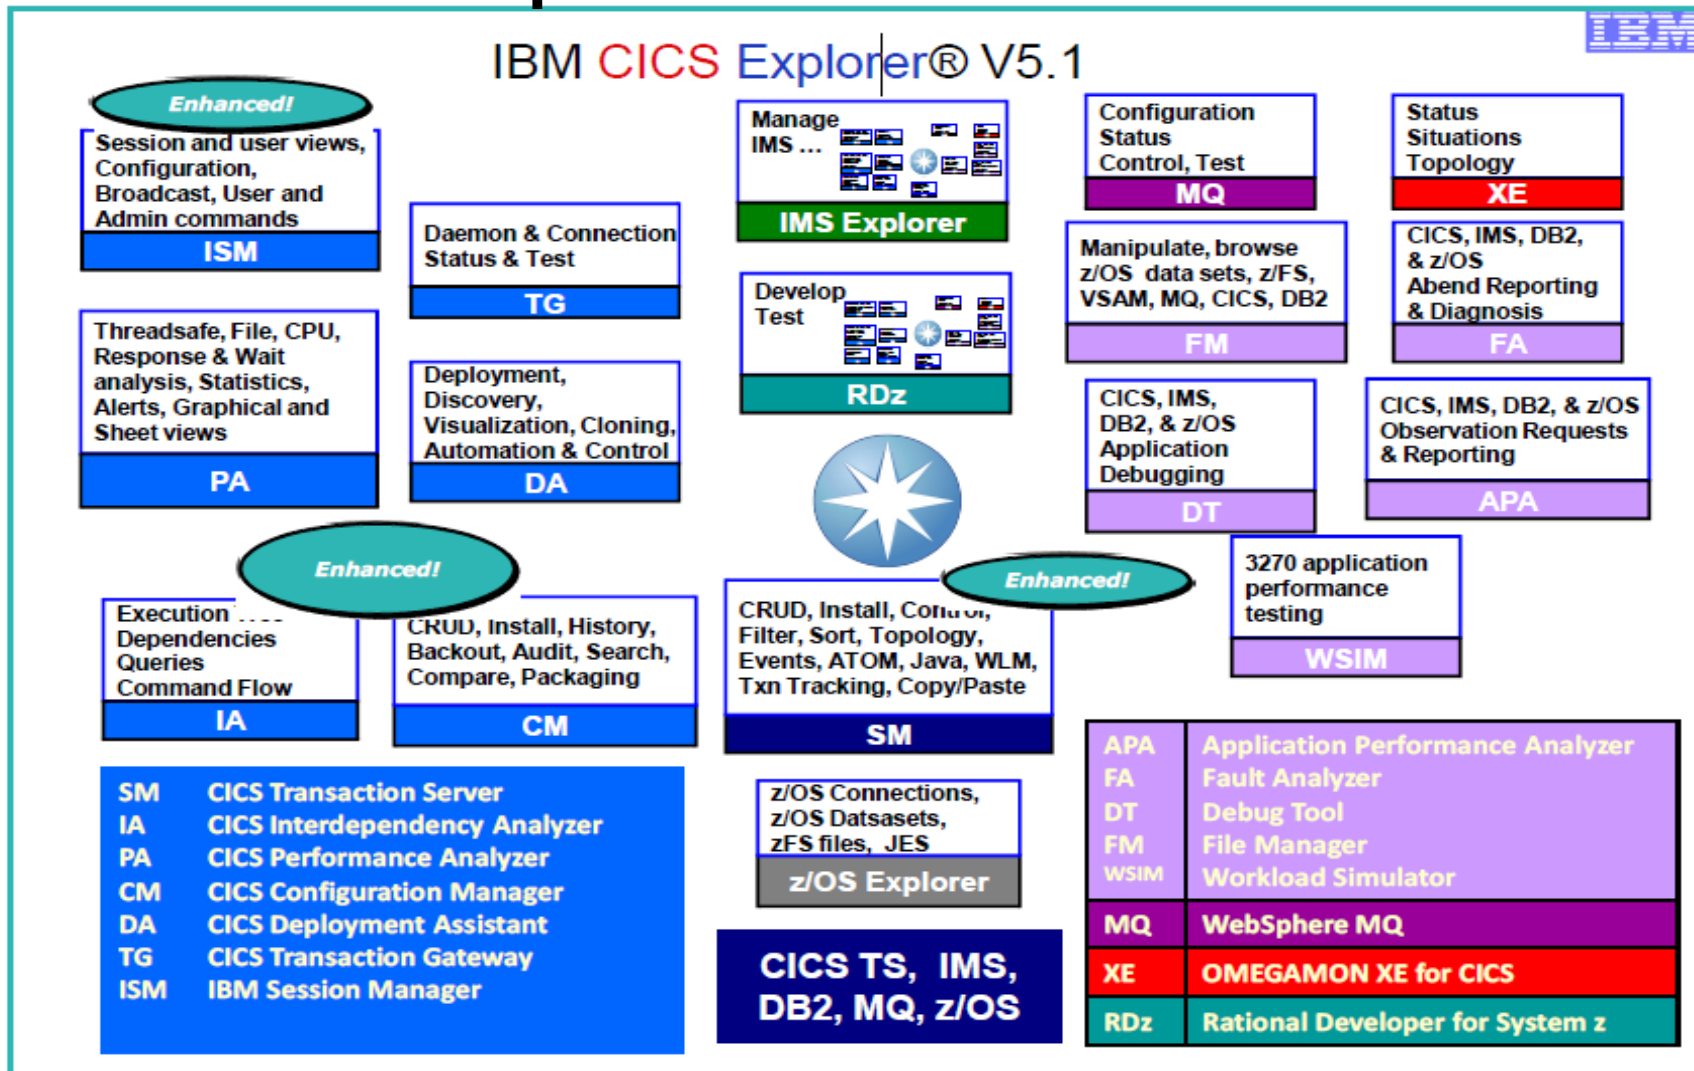 IBM
IBM CICS Explorer® V5.1
Enhanced!
Session and user views,
Configuration,
Broadcast, User and
Admin commands
ISM
Daemon & Connection
Status & Test
TG
Manage
IMS ...
IMS Explorer
Configuration
Status
Control, Test
MQ
Status
Situations
Topology
XE
Threadsafe, File, CPU,
Response & Wait
analysis, Statistics,
Alerts, Graphical and
Sheet views
PA
Deployment,
Discovery,
Visualization, Cloning,
Automation & Control
DA
Develop
Test
RDz
Manipulate, browse
z/OS data sets, z/FS,
VSAM, MQ, CICS, DB2
FM
CICS, IMS, DB2,
& z/OS
Abend Reporting
& Diagnosis
FA
CICS, IMS,
DB2, & z/OS
Application
Debugging
DT
CICS, IMS, DB2, & z/OS
Observation Requests
& Reporting
APA
Enhanced!
Execution
Dependencies
Queries
Command Flow
IA
CRUD, Install, History,
Backout, Audit, Search,
Compare, Packaging
CM
Enhanced!
CRUD, Install, Control,
Filter, Sort, Topology,
Events, ATOM, Java, WLM,
Txn Tracking, Copy/Paste
SM
3270 application
performance
testing
WSIM
SM CICS Transaction Server
IA CICS Interdependency Analyzer
PA CICS Performance Analyzer
CM CICS Configuration Manager
DA CICS Deployment Assistant
TG CICS Transaction Gateway
ISM IBM Session Manager
z/OS Connections,
z/OS Datsasets,
zFS files, JES
z/OS Explorer
CICS TS, IMS,
DB2, MQ, z/OS
APA Application Performance Analyzer
FA Fault Analyzer
DT Debug Tool
FM File Manager
WSIM Workload Simulator
MQ WebSphere MQ
XE OMEGAMON XE for CICS
RDz Rational Developer for System z